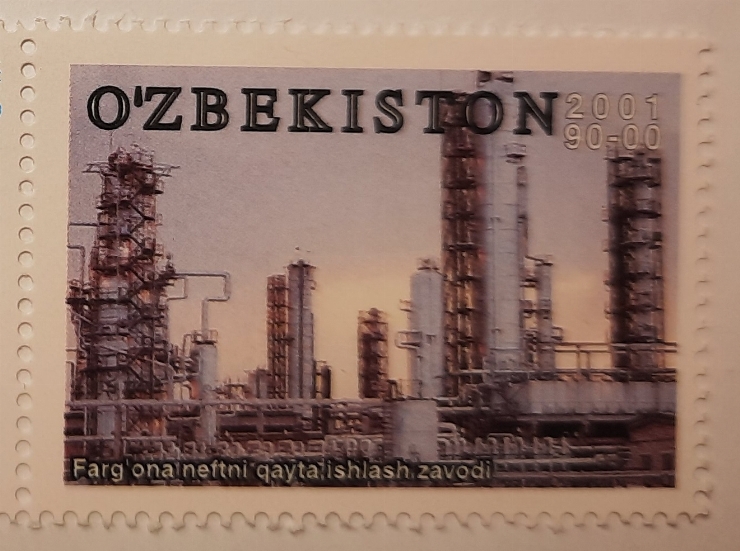 O'ZBEKISTON 2001
90-00
Farg'ona neftni qayta ishlash zavodi